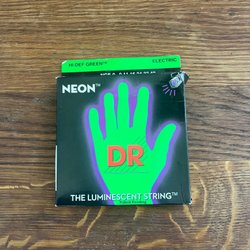 HI-DEF GREEN™ ELECTRIC
NEON™
DR
THE LUMINESCENT STRING™